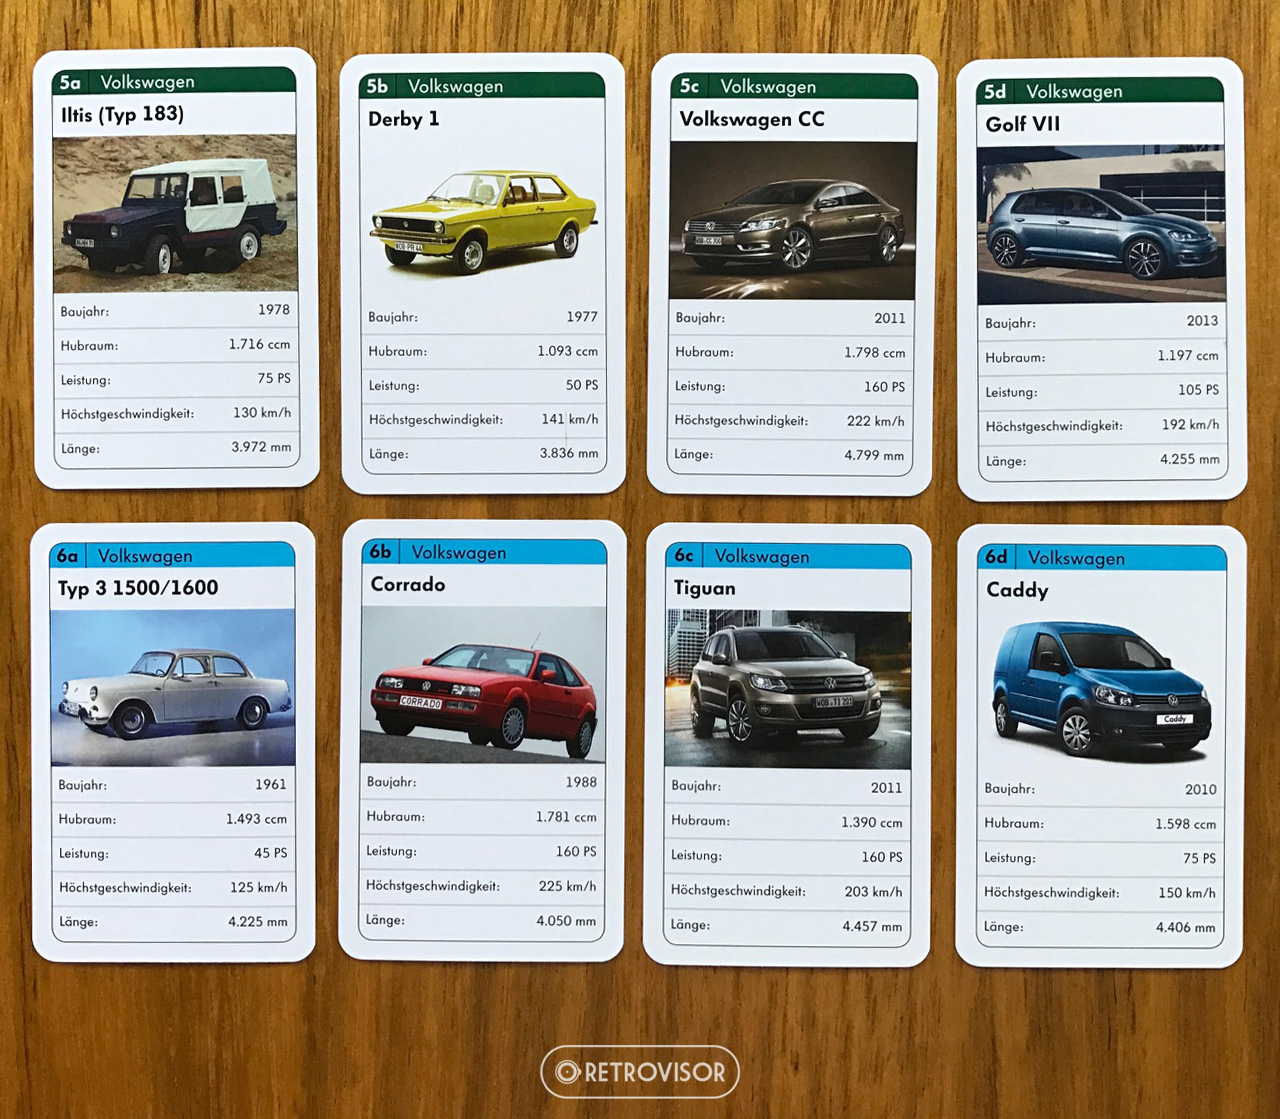 5a Volkswagen
Iltis (Typ 183)
Baujahr: 1978
Hubraum: 1.716 ccm
Leistung: 75 PS
Höchstgeschwindigkeit: 130 km/h
Länge: 3.972 mm
5b Volkswagen
Derby 1
WOB-PR 44
Baujahr: 1977
Hubraum: 1.093 ccm
Leistung: 50 PS
Höchstgeschwindigkeit: 141 km/h
Länge: 3.836 mm
5c Volkswagen
Volkswagen CC
Baujahr: 2011
Hubraum: 1.798 ccm
Leistung: 160 PS
Höchstgeschwindigkeit: 222 km/h
Länge: 4.799 mm
5d Volkswagen
Golf VII
Baujahr: 2013
Hubraum: 1.197 ccm
Leistung: 105 PS
Höchstgeschwindigkeit: 192 km/h
Länge: 4.255 mm
6a Volkswagen
Typ 3 1500/1600
Baujahr: 1961
Hubraum: 1.493 ccm
Leistung: 45 PS
Höchstgeschwindigkeit: 125 km/h
Länge: 4.225 mm
6b Volkswagen
Corrado
CORRADO
Baujahr: 1988
Hubraum: 1.781 ccm
Leistung: 160 PS
Höchstgeschwindigkeit: 225 km/h
Länge: 4.050 mm
6c Volkswagen
Tiguan
WOB TI 201
Baujahr: 2011
Hubraum: 1.390 ccm
Leistung: 160 PS
Höchstgeschwindigkeit: 203 km/h
Länge: 4.457 mm
6d Volkswagen
Caddy
Caddy
Baujahr: 2010
Hubraum: 1.598 ccm
Leistung: 75 PS
Höchstgeschwindigkeit: 150 km/h
Länge: 4.406 mm
RETROVISOR